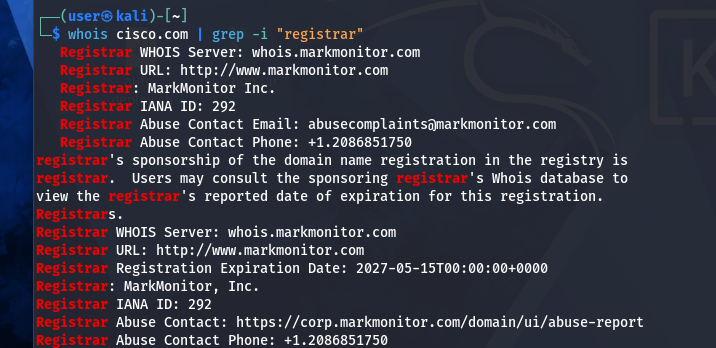 ┌──(user㉿kali)-[~]
└─$ whois cisco.com | grep -i "registrar"
   Registrar WHOIS Server: whois.markmonitor.com
   Registrar URL: http://www.markmonitor.com
   Registrar: MarkMonitor Inc.
   Registrar IANA ID: 292
   Registrar Abuse Contact Email: abusecomplaints@markmonitor.com
   Registrar Abuse Contact Phone: +1.2086851750
registrar's sponsorship of the domain name registration in the registry is
registrar.  Users may consult the sponsoring registrar's Whois database to
view the registrar's reported date of expiration for this registration.
Registrars.
Registrar WHOIS Server: whois.markmonitor.com
Registrar URL: http://www.markmonitor.com
Registrar Registration Expiration Date: 2027-05-15T00:00:00+0000
Registrar: MarkMonitor, Inc.
Registrar IANA ID: 292
Registrar Abuse Contact: https://corp.markmonitor.com/domain/ui/abuse-report
Registrar Abuse Contact Phone: +1.2086851750